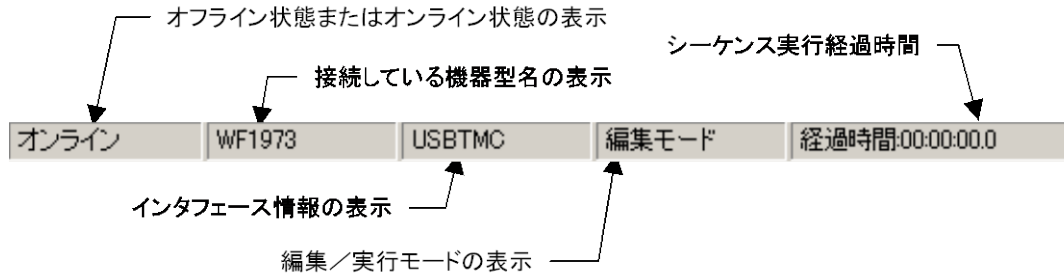 オフライン状態またはオンライン状態の表示
シーケンス実行経過時間
接続している機器型名の表示
オンライン
WF1973
USBTMC
編集モード
経過時間:00:00:00.0
インタフェース情報の表示
編集／実行モードの表示